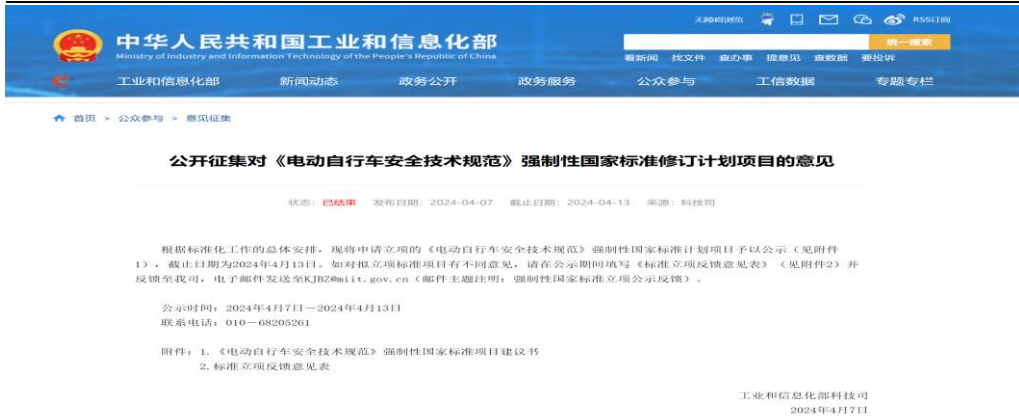 无障碍浏览 RSS订阅
中华人民共和国工业和信息化部
Ministry of Industry and Information Technology of the People's Republic of China
统一搜索
看新闻 找文件 查办事 提意见 查数据 要投诉
工业和信息化部 新闻动态 政务公开 政务服务 公众参与 工信数据 专题专栏
首页 > 公众参与 > 意见征集
公开征集对《电动自行车安全技术规范》强制性国家标准修订计划项目的意见
状态：已结束 发布日期：2024-04-07 截止日期：2024-04-13 来源：科技司
根据标准化工作的总体安排，现将申请立项的《电动自行车安全技术规范》强制性国家标准计划项目予以公示（见附件
1），截止日期为2024年4月13日。如对拟立项标准项目有不同意见，请在公示期间填写《标准立项反馈意见表》（见附件2）并
反馈至我司，电子邮件发送至KJBZ@miit.gov.cn（邮件主题注明：强制性国家标准立项公示反馈）。
公示时间：2024年4月7日—2024年4月13日
联系电话：010—68205261
附件：1.《电动自行车安全技术规范》强制性国家标准项目建议书
2.标准立项反馈意见表
工业和信息化部科技司
2024年4月7日